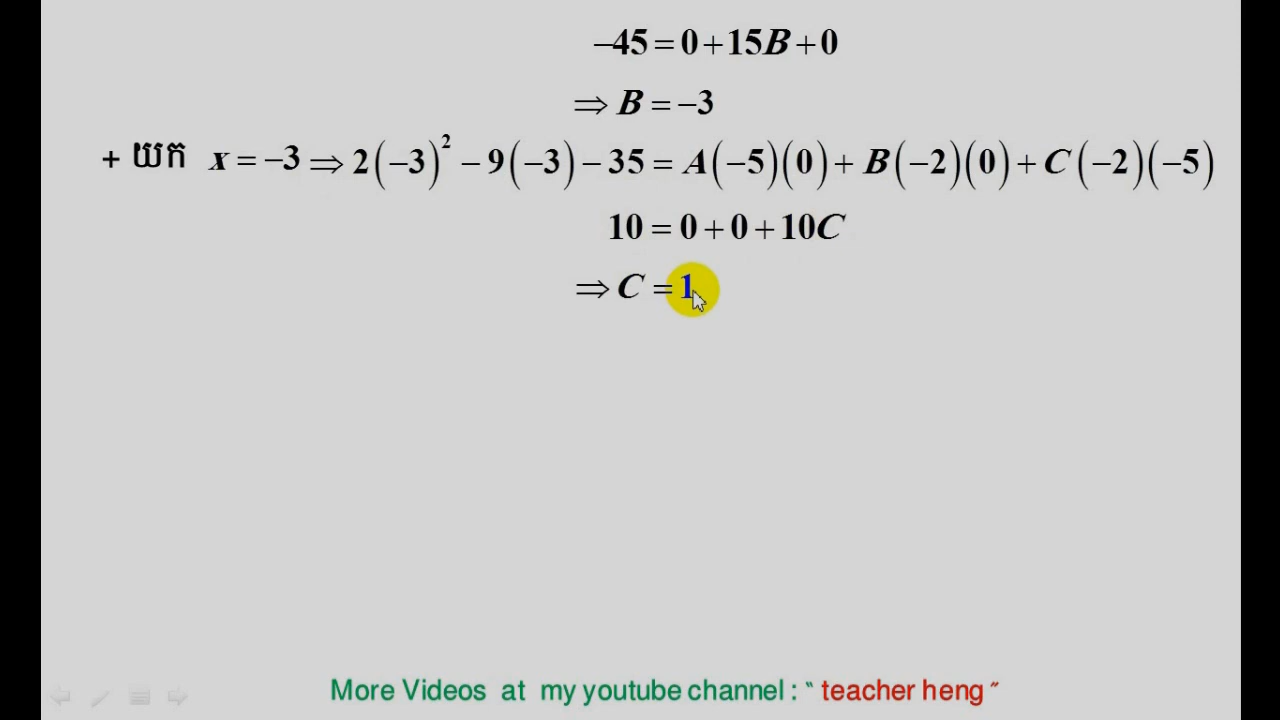 −45 = 0 + 15B + 0
⇒ B = −3
+ យក x = −3 ⇒ 2(−3)² − 9(−3) − 35 = A(−5)(0) + B(−2)(0) + C(−2)(−5)
10 = 0 + 0 + 10C
⇒ C = 1
More Videos at my youtube channel : “ teacher heng ”